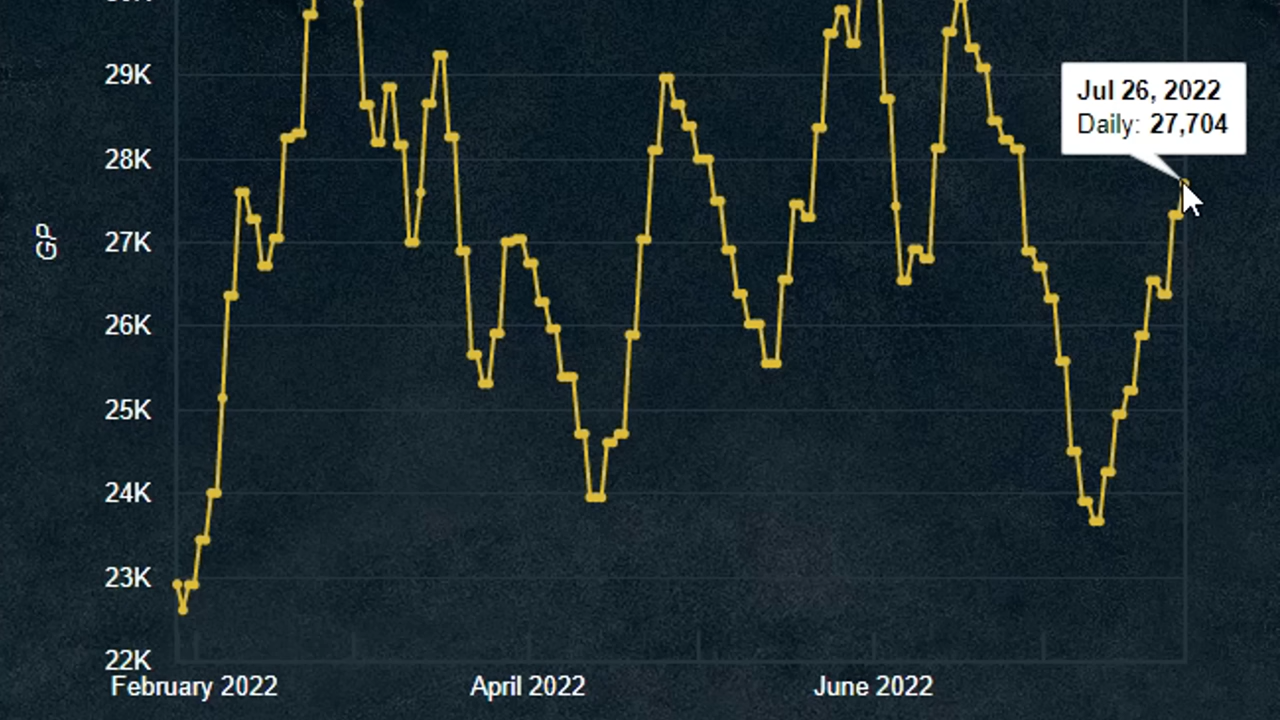 29K
28K
27K
26K
25K
24K
23K
22K
GP
Jul 26, 2022
Daily: 27,704
February 2022
April 2022
June 2022